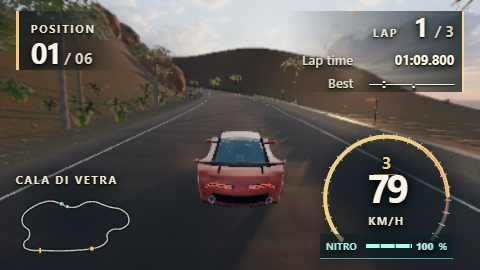 POSITION
01 / 06
LAP 1 / 3
Lap time 01:09.800
Best --:--.---
CALA DI VETRA
3
79
KM/H
NITRO 100 %